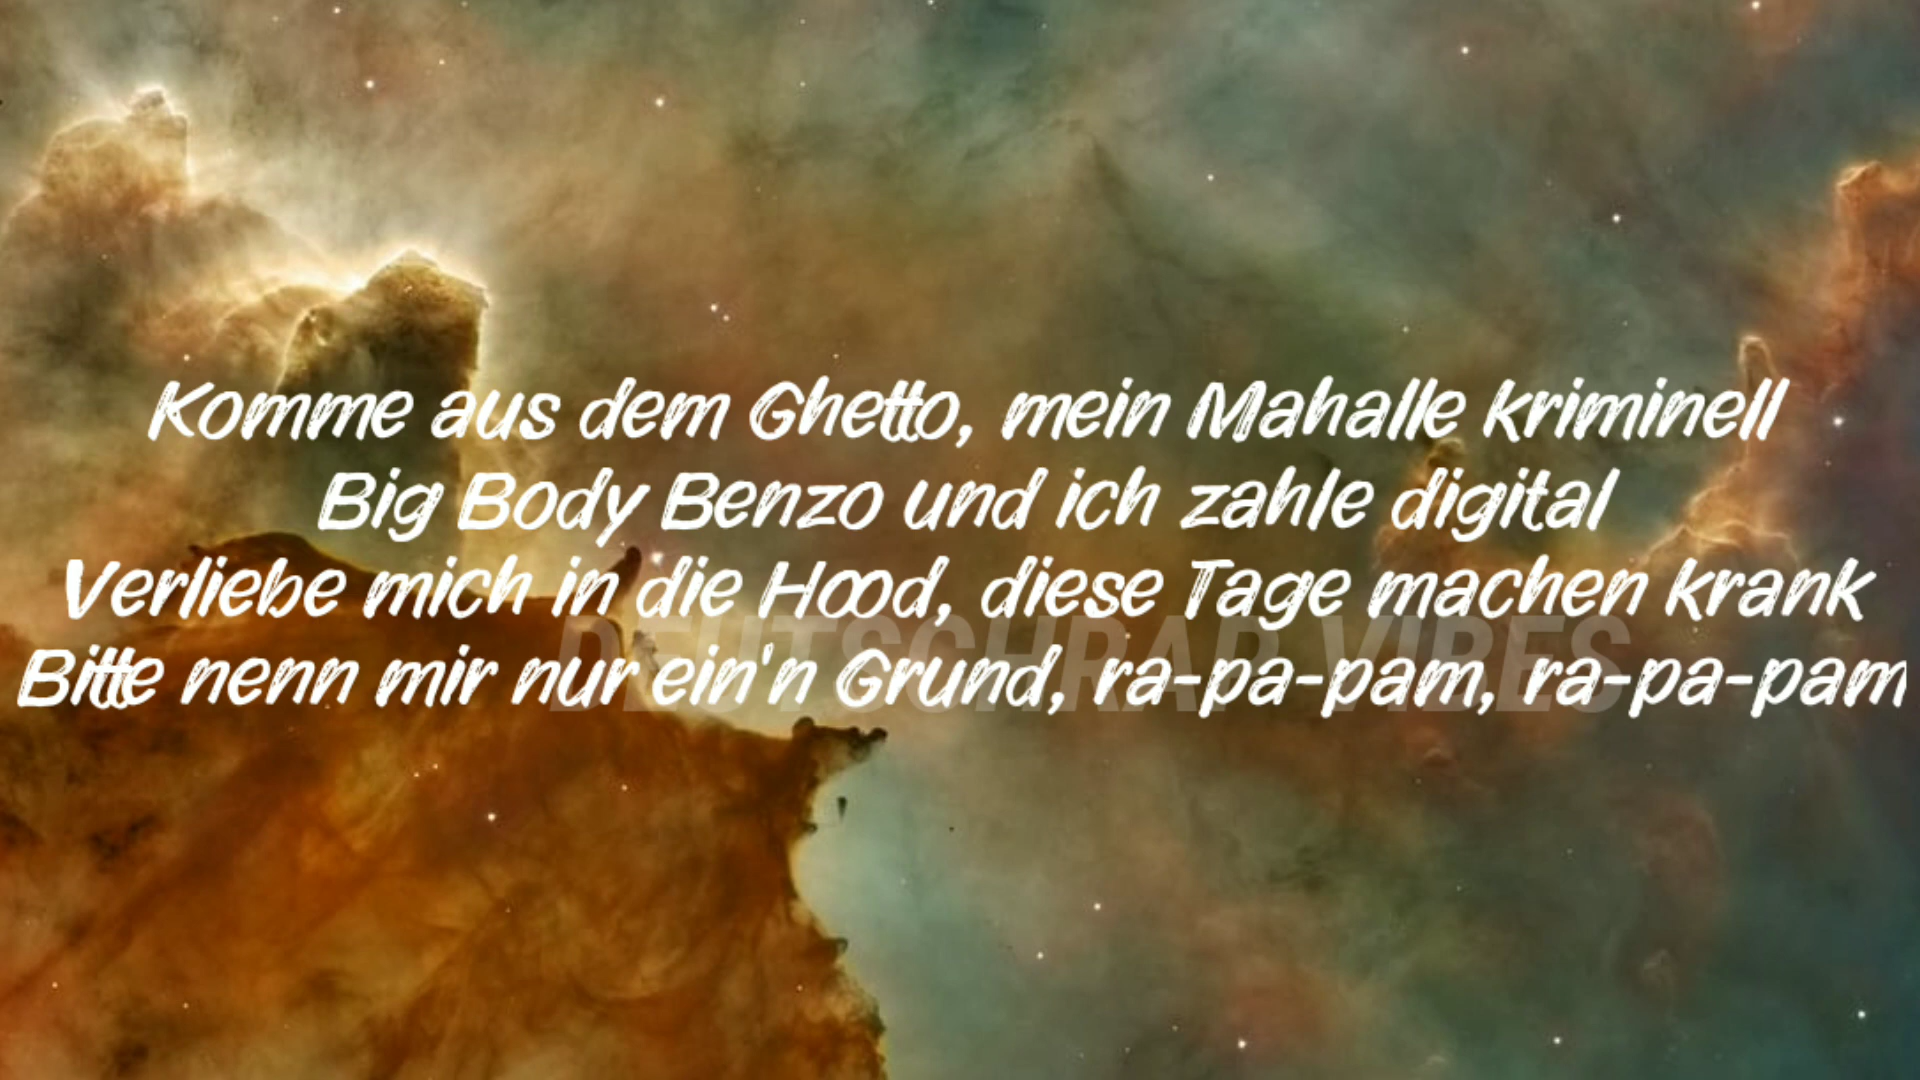 Komme aus dem Ghetto, mein Mahalle kriminell
Big Body Benzo und ich zahle digital
Verliebe mich in die Hood, diese Tage machen krank
DEUTSCHRAP VIBES
Bitte nenn mir nur ein'n Grund, ra-pa-pam, ra-pa-pam